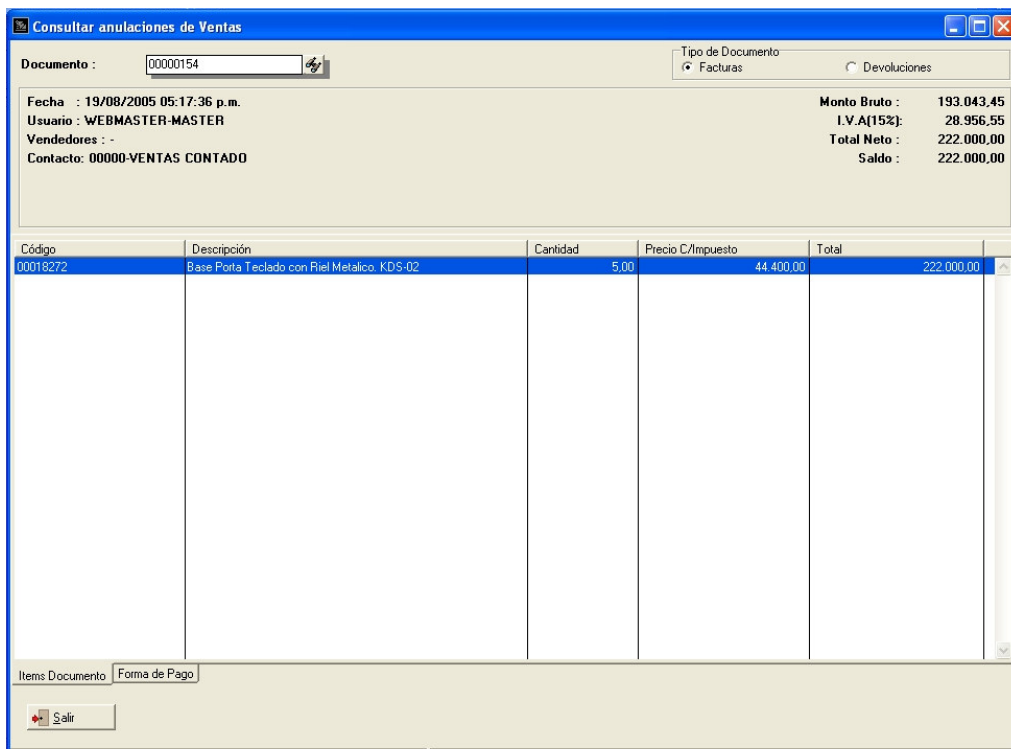 Consultar anulaciones de Ventas
Documento : 00000154
Tipo de Documento
Facturas Devoluciones
Fecha : 19/08/2005 05:17:36 p.m.
Usuario : WEBMASTER-MASTER
Vendedores : -
Contacto: 00000-VENTAS CONTADO
Monto Bruto : 193.043,45
I.V.A(15%): 28.956,55
Total Neto : 222.000,00
Saldo : 222.000,00
Código Descripción Cantidad Precio C/Impuesto Total
00018272 Base Porta Teclado con Riel Metalico. KDS-02 5,00 44.400,00 222.000,00
Items Documento Forma de Pago
Salir